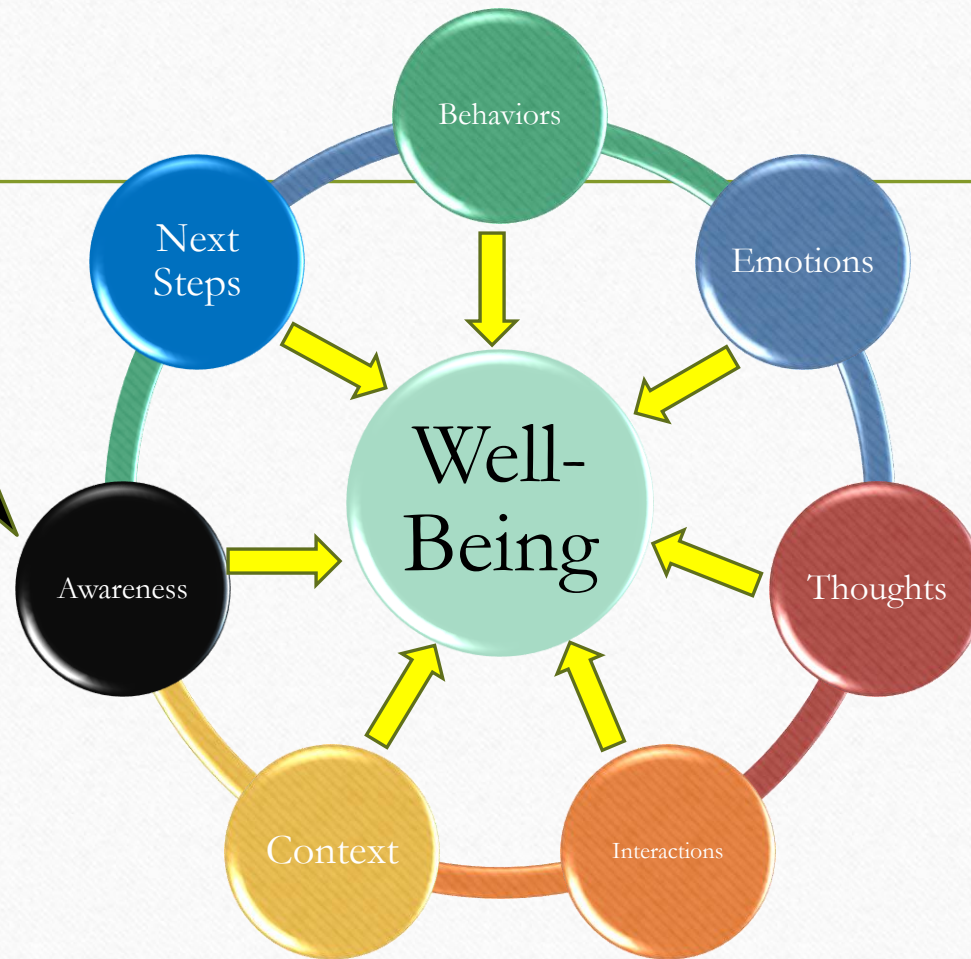 Behaviors
Next
Steps
Emotions
Well-
Being
Awareness
Thoughts
Context
Interactions